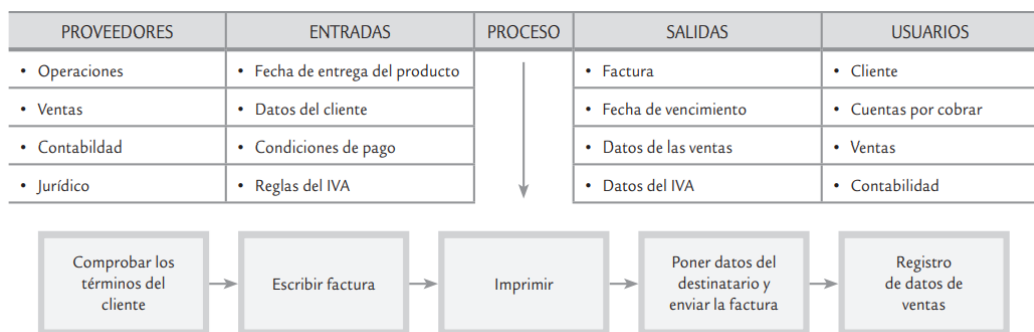 PROVEEDORES ENTRADAS PROCESO SALIDAS USUARIOS
• Operaciones • Fecha de entrega del producto • Factura • Cliente
• Ventas • Datos del cliente • Fecha de vencimiento • Cuentas por cobrar
• Contabildad • Condiciones de pago • Datos de las ventas • Ventas
• Jurídico • Reglas del IVA • Datos del IVA • Contabilidad
Comprobar los
términos del
cliente
Escribir factura
Imprimir
Poner datos del
destinatario y
enviar la factura
Registro
de datos de
ventas